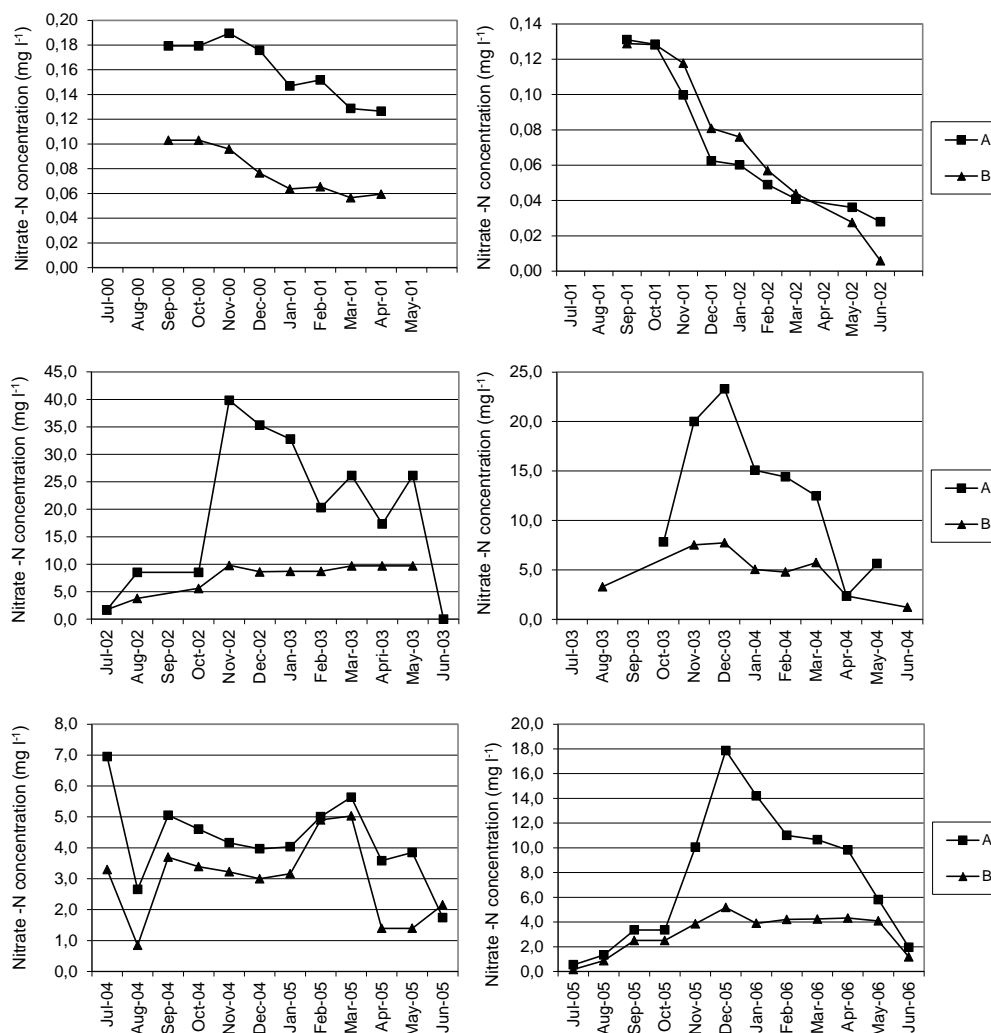 Nitrate -N concentration (mg l-1)
0,20
0,18
0,16
0,14
0,12
0,10
0,08
0,06
0,04
0,02
0,00
Jul-00
Aug-00
Sep-00
Oct-00
Nov-00
Dec-00
Jan-01
Feb-01
Mar-01
Apr-01
May-01
Nitrate -N concentration (mg l-1)
0,14
0,12
0,10
0,08
0,06
0,04
0,02
0,00
Jul-01
Aug-01
Sep-01
Oct-01
Nov-01
Dec-01
Jan-02
Feb-02
Mar-02
Apr-02
May-02
Jun-02
A
B
Nitrate -N concentration (mg l-1)
45,0
40,0
35,0
30,0
25,0
20,0
15,0
10,0
5,0
0,0
Jul-02
Aug-02
Sep-02
Oct-02
Nov-02
Dec-02
Jan-03
Feb-03
Mar-03
Apri-03
May-03
Jun-03
Nitrate -N concentration (mg l-1)
25,0
20,0
15,0
10,0
5,0
0,0
Jul-03
Aug-03
Sep-03
Oct-03
Nov-03
Dec-03
Jan-04
Feb-04
Mar-04
Apr-04
May-04
Jun-04
A
B
Nitrate -N concentration (mg l-1)
8,0
7,0
6,0
5,0
4,0
3,0
2,0
1,0
0,0
Jul-04
Aug-04
Sep-04
Oct-04
Nov-04
Dec-04
Jan-05
Feb-05
Mar-05
Apr-05
May-05
Jun-05
Nitrate -N concentration (mg l-1)
20,0
18,0
16,0
14,0
12,0
10,0
8,0
6,0
4,0
2,0
0,0
Jul-05
Aug-05
Sep-05
Oct-05
Nov-05
Dec-05
Jan-06
Feb-06
Mar-06
Apr-06
May-06
Jun-06
A
B